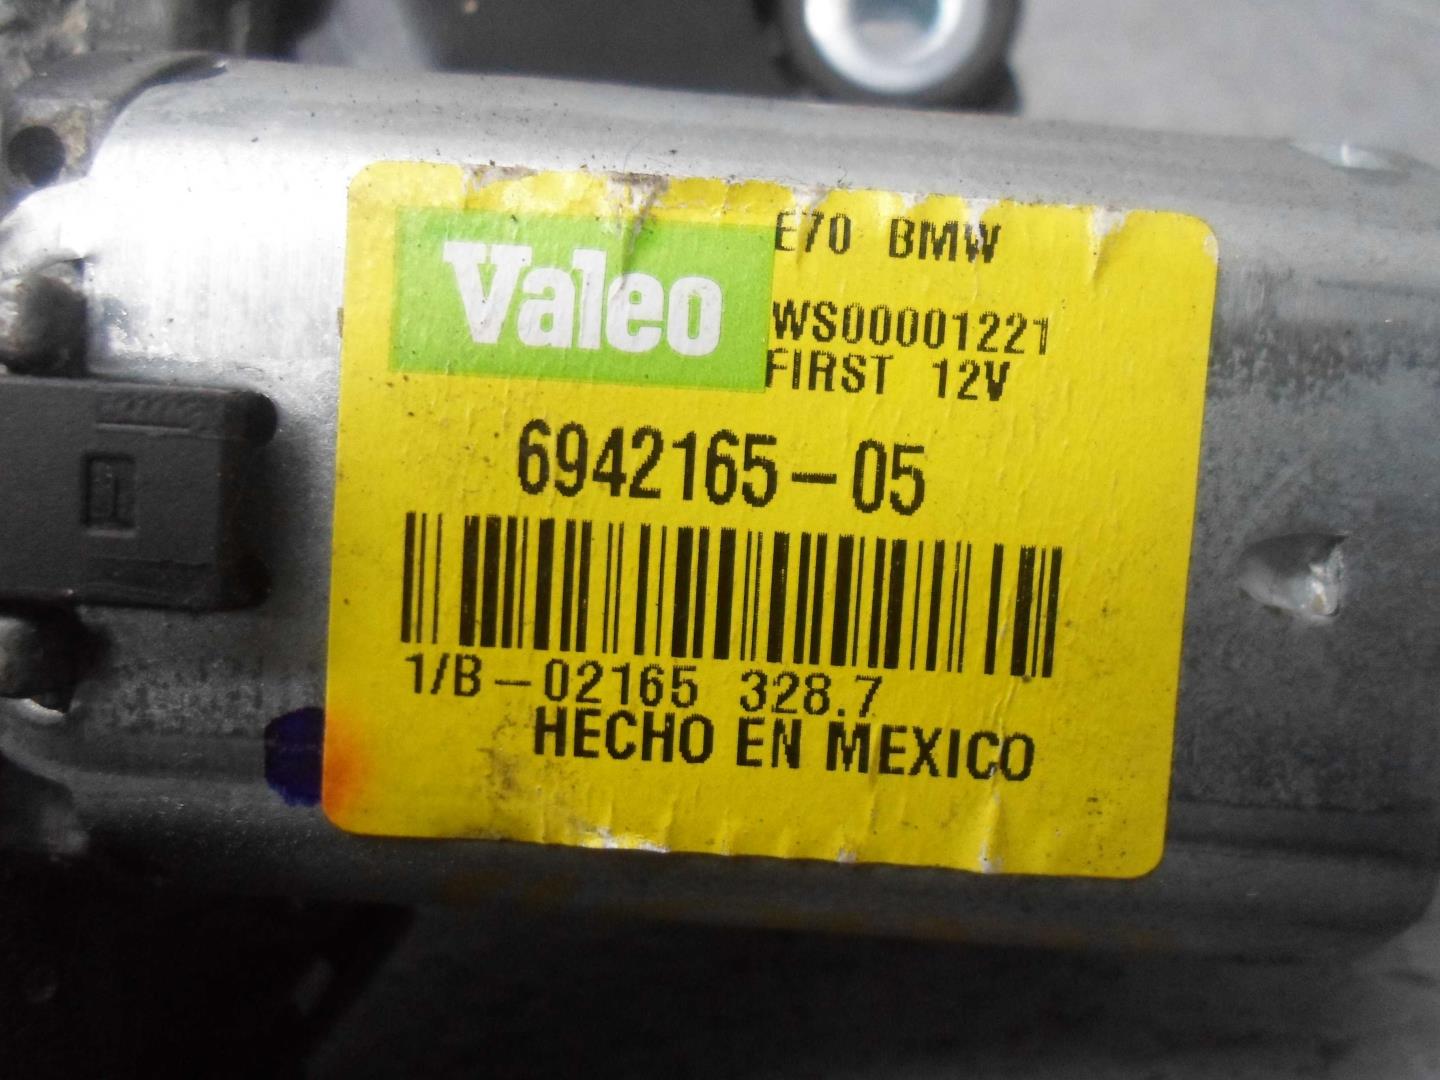 Valeo
E70 BMW
WS00001221
FIRST 12V
6942165-05
1/B-02165 328.7
HECHO EN MEXICO